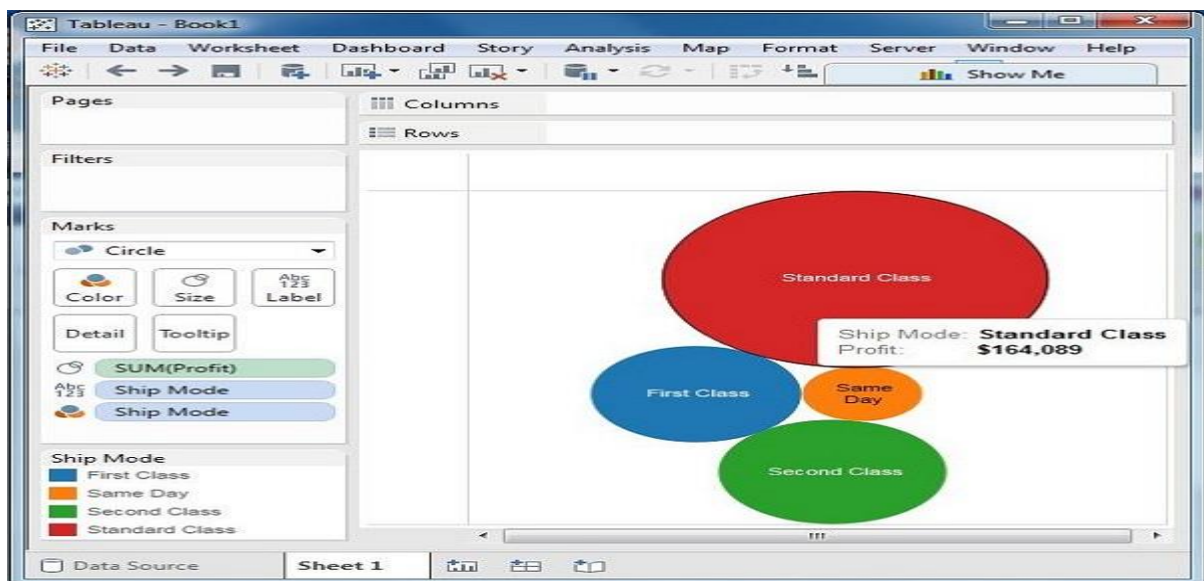 Tableau - Book1
File Data Worksheet Dashboard Story Analysis Map Format Server Window Help
Show Me
Pages
Columns
Rows
Filters
Marks
Circle
Color Size Abc 123 Label
Detail Tooltip
SUM(Profit)
Abc 123 Ship Mode
Ship Mode
Ship Mode
First Class
Same Day
Second Class
Standard Class
Standard Class
Ship Mode: Standard Class
Profit: $164,089
First Class
Same
Day
Second Class
Data Source Sheet 1